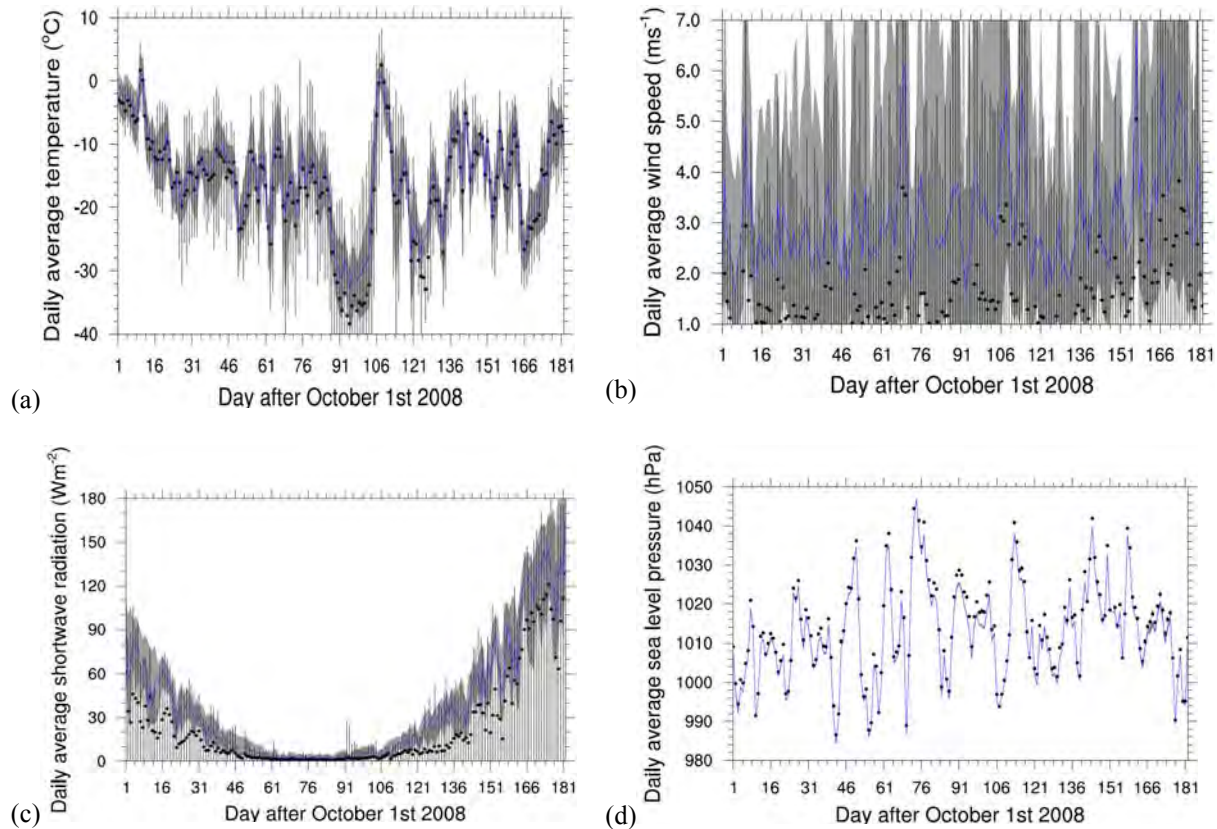 Daily average temperature (°C)
0
-10
-20
-30
-40
1 16 31 46 61 76 91 106 121 136 151 166 181
Day after October 1st 2008
(a)
Daily average wind speed (ms⁻¹)
7.0
6.0
5.0
4.0
3.0
2.0
1.0
1 16 31 46 61 76 91 106 121 136 151 166 181
Day after October 1st 2008
(b)
Daily average shortwave radiation (Wm⁻²)
180
150
120
90
60
30
0
1 16 31 46 61 76 91 106 121 136 151 166 181
Day after October 1st 2008
(c)
Daily average sea level pressure (hPa)
1050
1040
1030
1020
1010
1000
990
980
1 16 31 46 61 76 91 106 121 136 151 166 181
Day after October 1st 2008
(d)